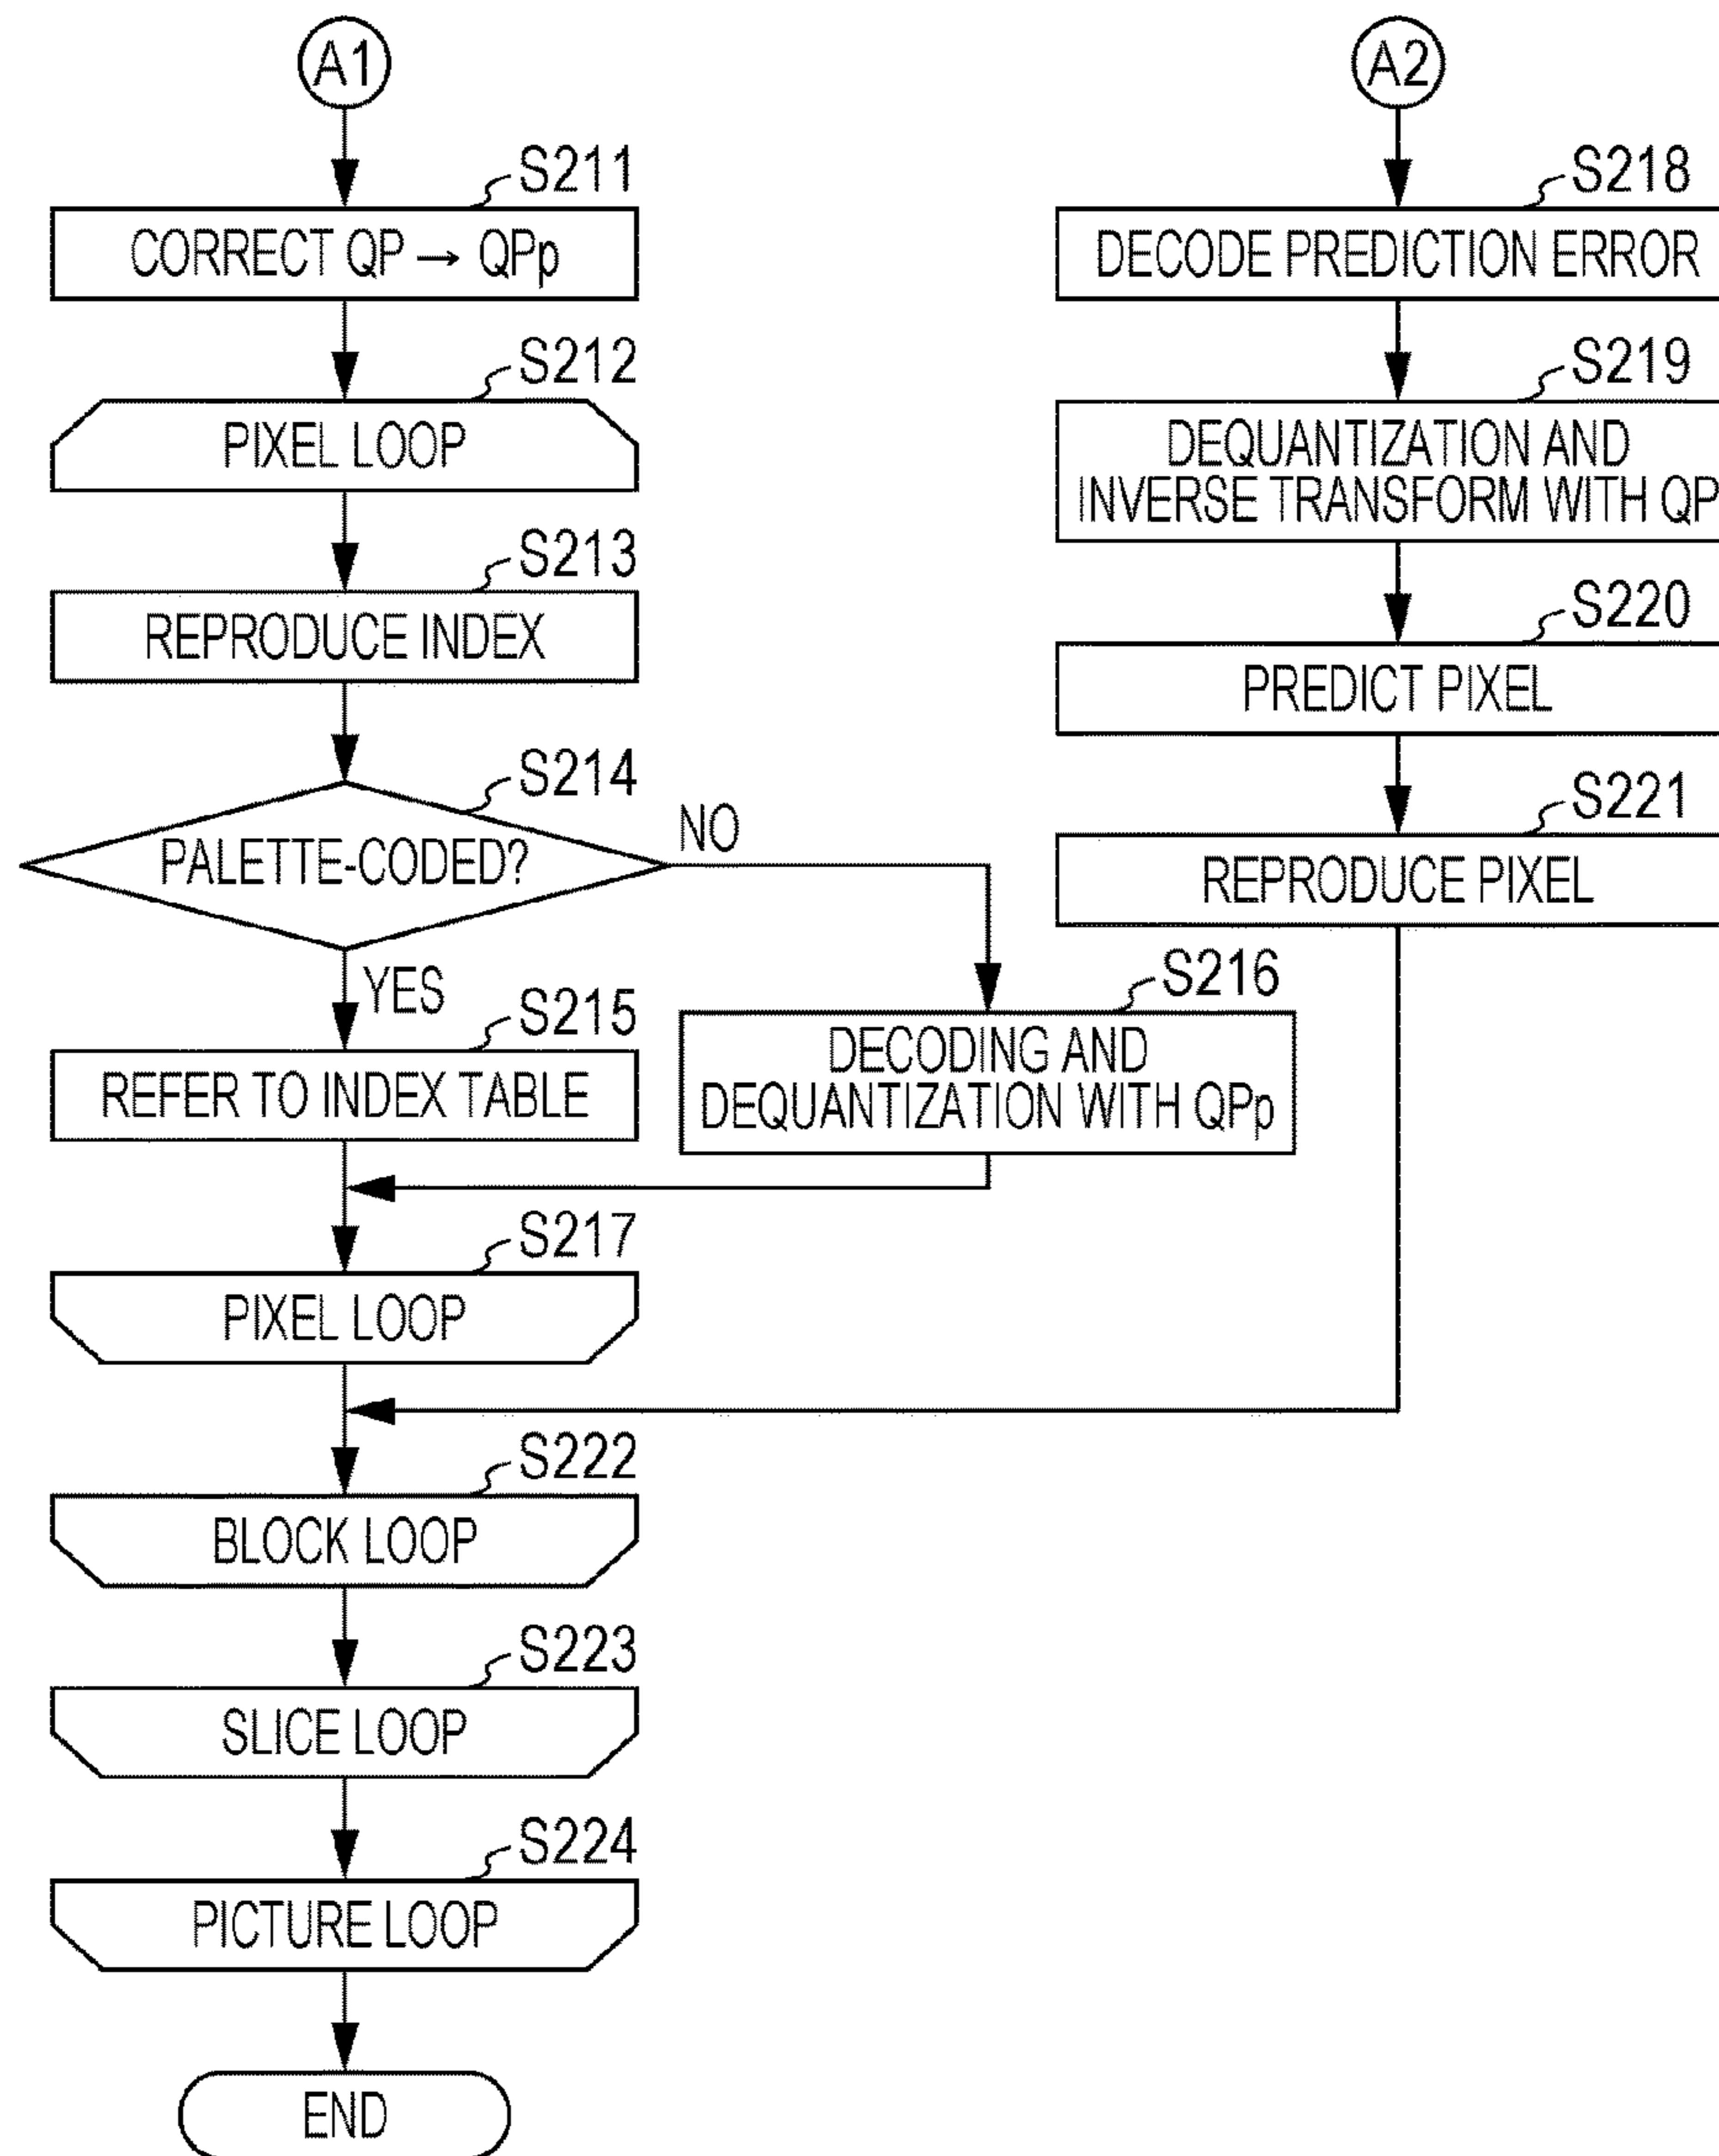 A1
S211
CORRECT QP → QPp
S212
PIXEL LOOP
S213
REPRODUCE INDEX
S214
PALETTE-CODED?
NO
YES
S215
REFER TO INDEX TABLE
S216
DECODING AND
DEQUANTIZATION WITH QPp
S217
PIXEL LOOP
A2
S218
DECODE PREDICTION ERROR
S219
DEQUANTIZATION AND
INVERSE TRANSFORM WITH QP
S220
PREDICT PIXEL
S221
REPRODUCE PIXEL
S222
BLOCK LOOP
S223
SLICE LOOP
S224
PICTURE LOOP
END